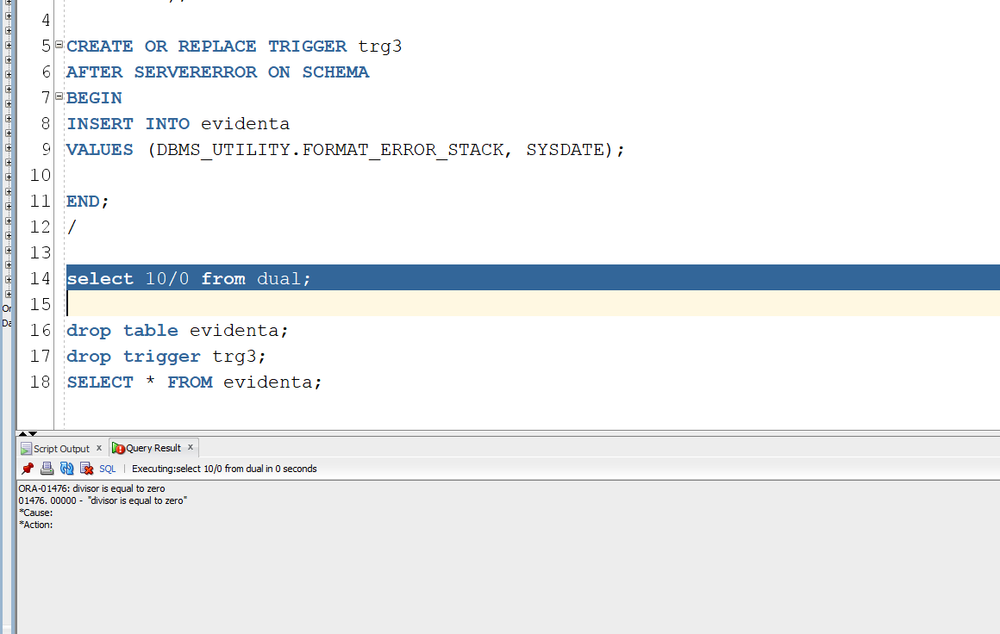 4
5 CREATE OR REPLACE TRIGGER trg3
6 AFTER SERVERERROR ON SCHEMA
7 BEGIN
8 INSERT INTO evidenta
9 VALUES (DBMS_UTILITY.FORMAT_ERROR_STACK, SYSDATE);
10
11 END;
12 /
13
14 select 10/0 from dual;
15
16 drop table evidenta;
17 drop trigger trg3;
18 SELECT * FROM evidenta;
Or
Da
Script Output x Query Result x
SQL | Executing:select 10/0 from dual in 0 seconds
ORA-01476: divisor is equal to zero
01476. 00000 - "divisor is equal to zero"
*Cause:
*Action: